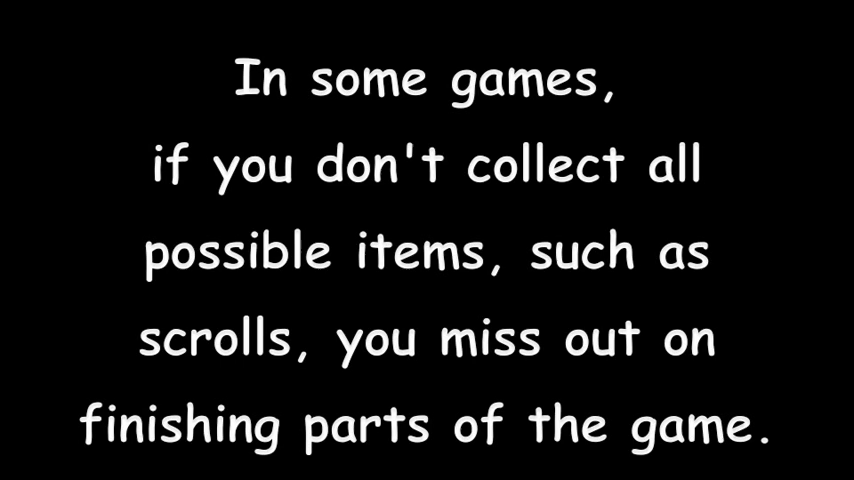 In some games,
if you don't collect all
possible items, such as
scrolls, you miss out on
finishing parts of the game.